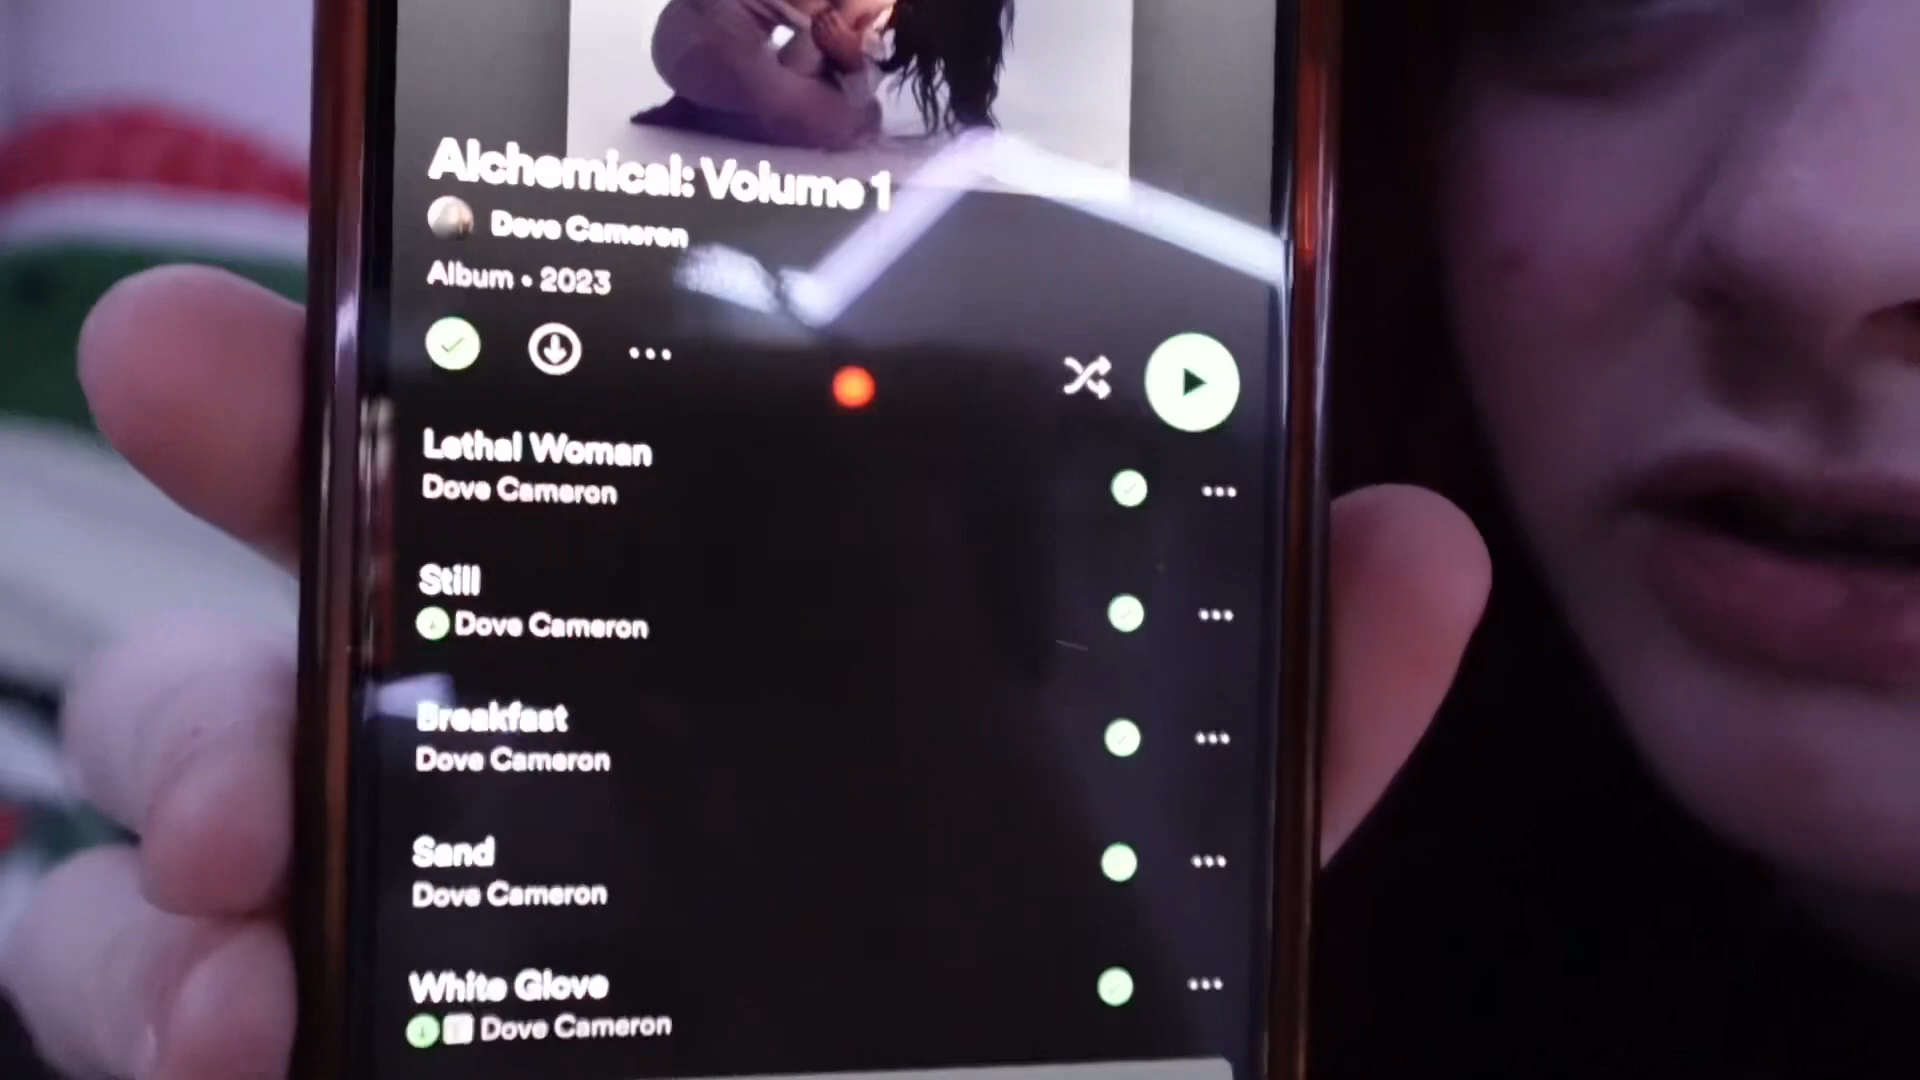 Alchemical: Volume 1
Dove Cameron
Album • 2023
Lethal Woman
Dove Cameron
Still
Dove Cameron
Breakfast
Dove Cameron
Sand
Dove Cameron
White Glove
Dove Cameron